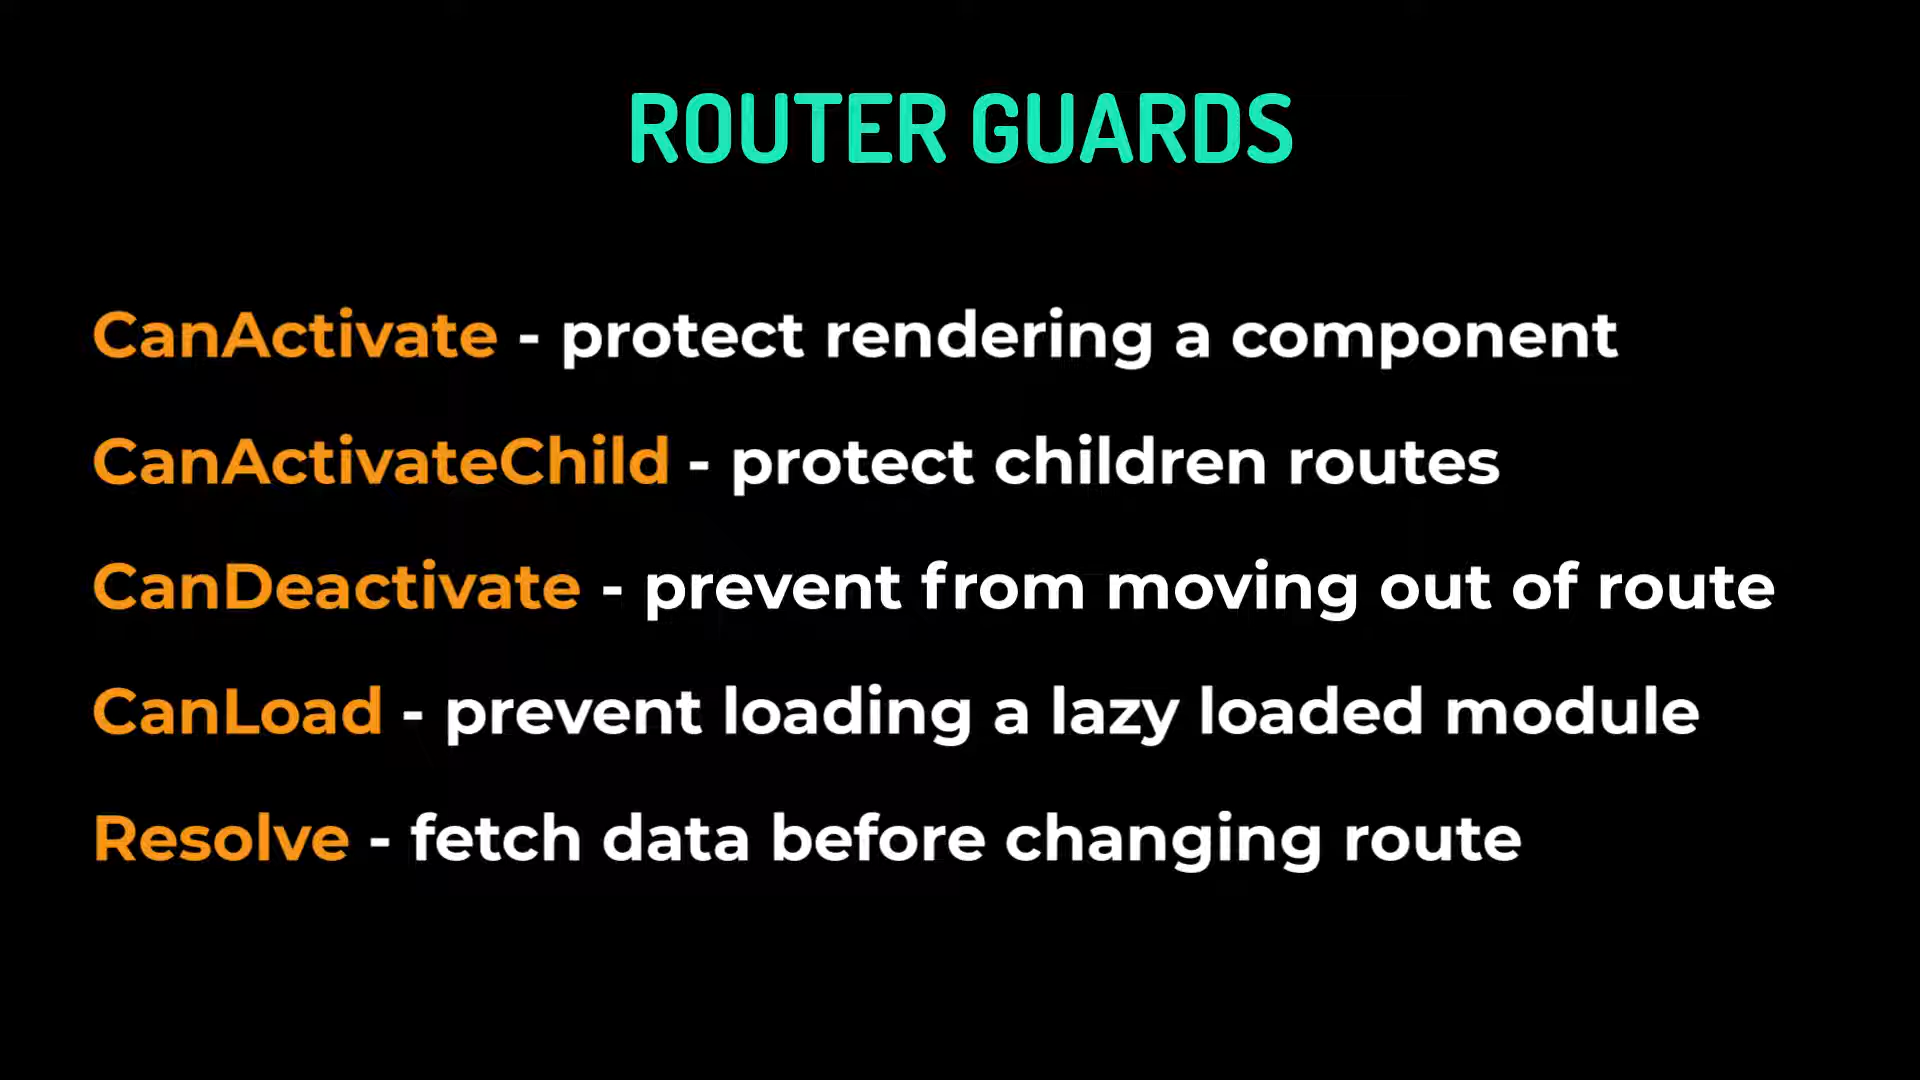 ROUTER GUARDS
CanActivate - protect rendering a component
CanActivateChild - protect children routes
CanDeactivate - prevent from moving out of route
CanLoad - prevent loading a lazy loaded module
Resolve - fetch data before changing route